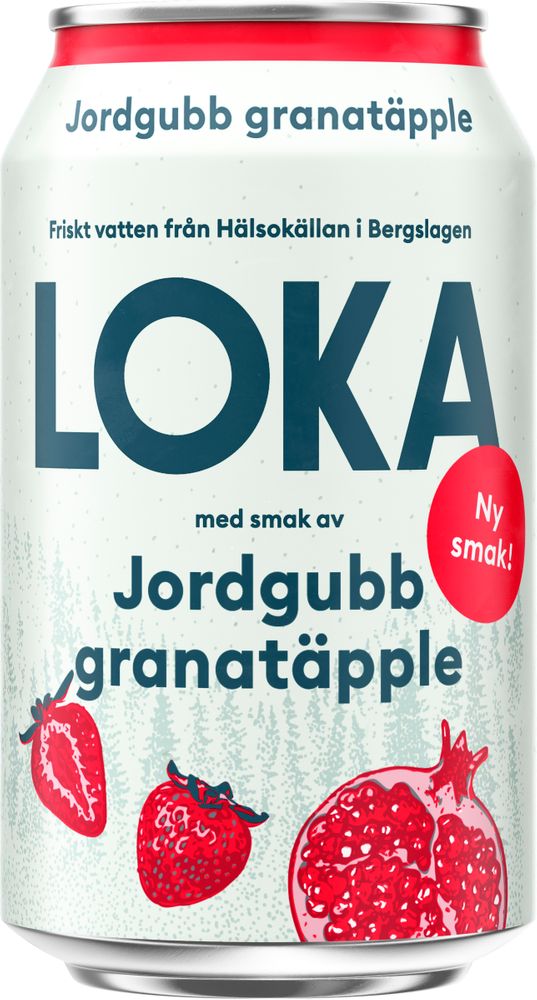 Jordgubb granatäpple
Friskt vatten från Hälsokällan i Bergslagen
LOKA
Ny
smak!
med smak av
Jordgubb
granatäpple